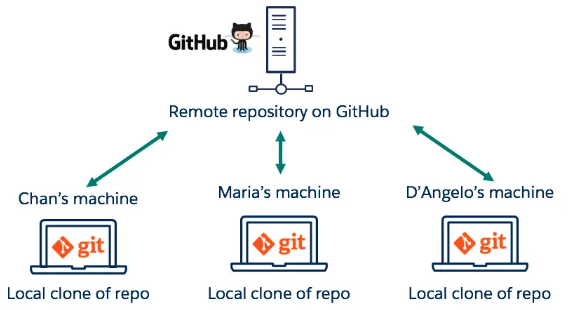 GitHub
Remote repository on GitHub
Chan’s machine
Maria’s machine
D’Angelo’s machine
git
git
git
Local clone of repo
Local clone of repo
Local clone of repo